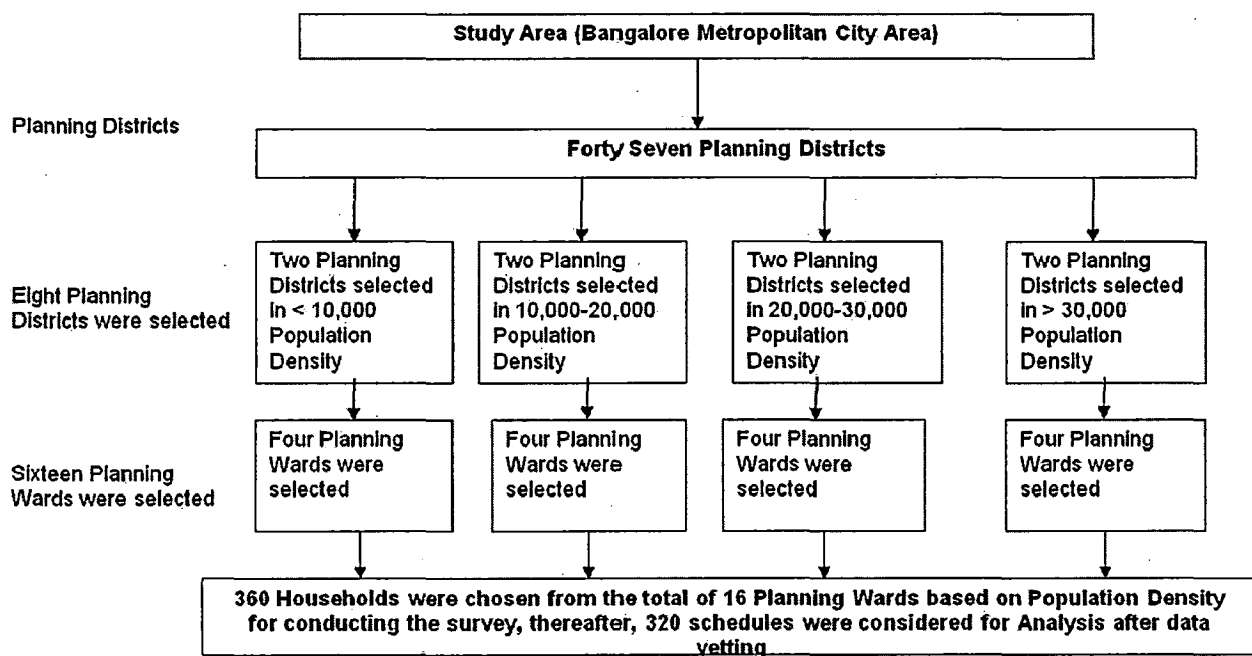 Study Area (Bangalore Metropolitan City Area)
Planning Districts
Forty Seven Planning Districts
Eight Planning
Districts were selected
Two Planning
Districts selected
in < 10,000
Population
Density
Two Planning
Districts selected
in 10,000-20,000
Population
Density
Two Planning
Districts selected
in 20,000-30,000
Population
Density
Two Planning
Districts selected
in > 30,000
Population
Density
Sixteen Planning
Wards were selected
Four Planning
Wards were
selected
Four Planning
Wards were
selected
Four Planning
Wards were
selected
Four Planning
Wards were
selected
360 Households were chosen from the total of 16 Planning Wards based on Population Density
for conducting the survey, thereafter, 320 schedules were considered for Analysis after data
vetting